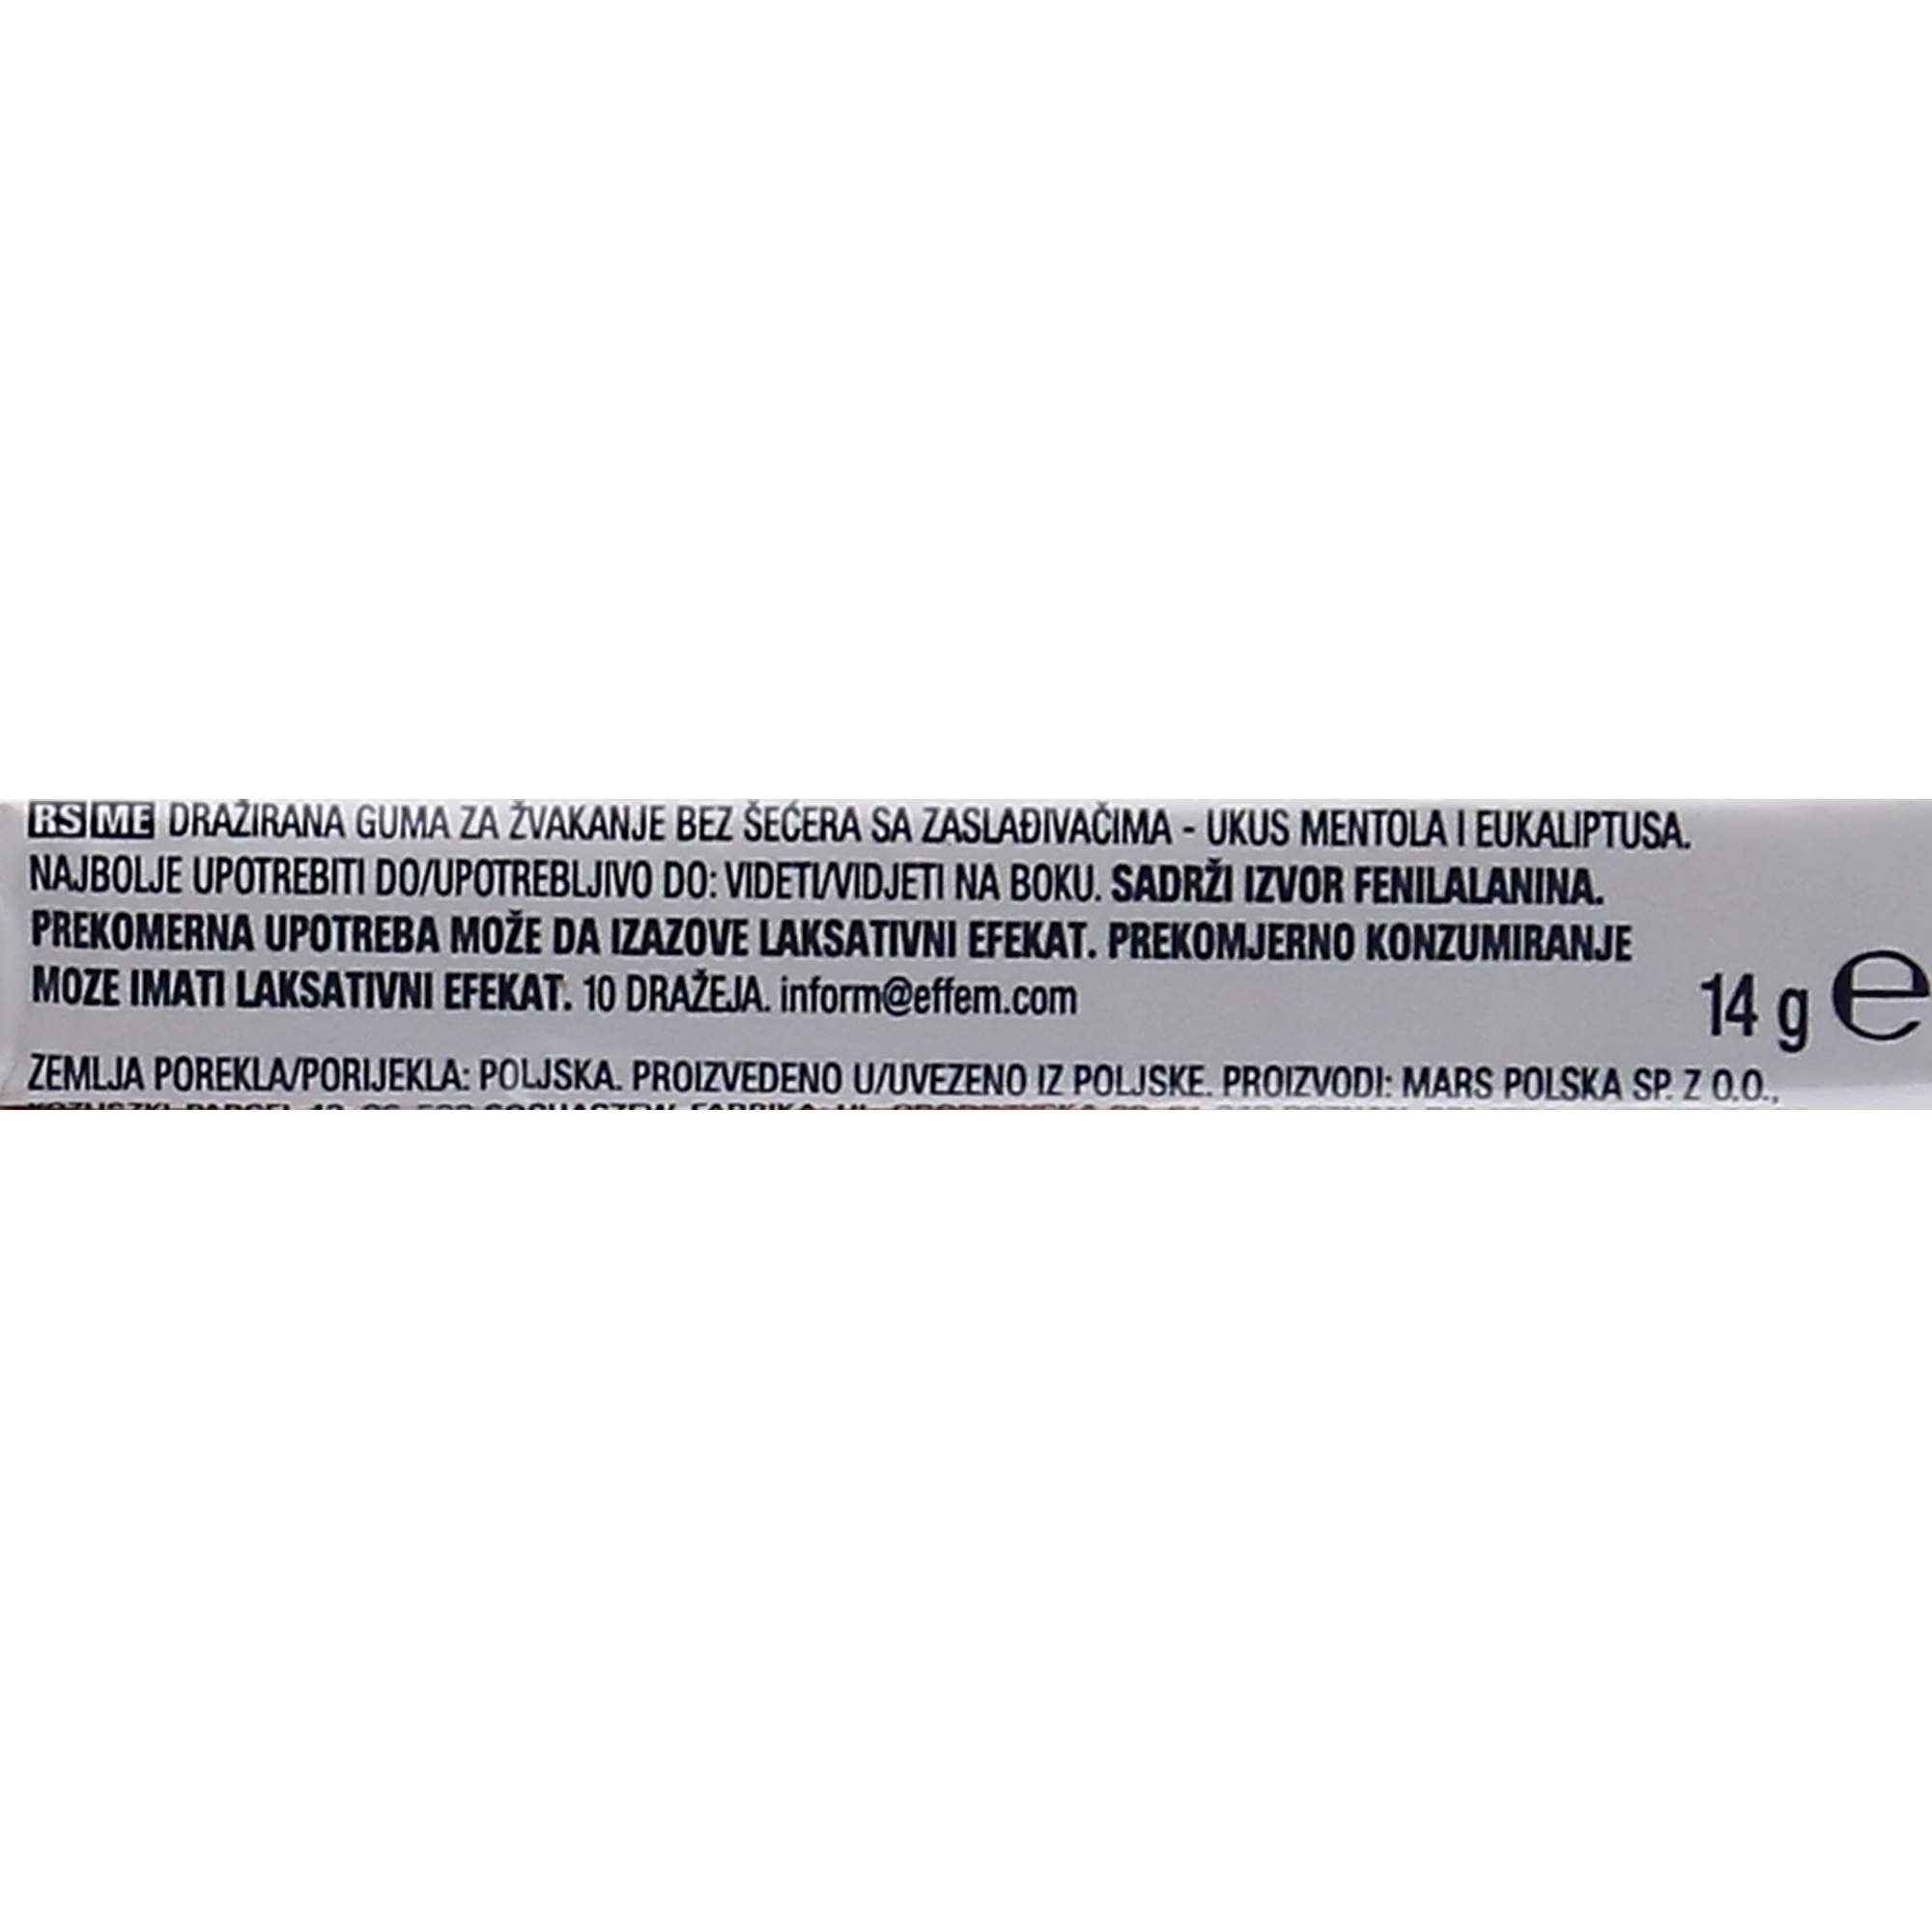 RS ME DRAŽIRANA GUMA ZA ŽVAKANJE BEZ ŠEĆERA SA ZASLAĐIVAČIMA - UKUS MENTOLA I EUKALIPTUSA.
NAJBOLJE UPOTREBITI DO/UPOTREBLJIVO DO: VIDETI/VIDJETI NA BOKU. SADRŽI IZVOR FENILALANINA.
PREKOMERNA UPOTREBA MOŽE DA IZAZOVE LAKSATIVNI EFEKAT. PREKOMJERNO KONZUMIRANJE
MOZE IMATI LAKSATIVNI EFEKAT. 10 DRAŽEJA. inform@effem.com
14 g e
ZEMLJA POREKLA/PORIJEKLA: POLJSKA. PROIZVEDENO U/UVEZENO IZ POLJSKE. PROIZVODI: MARS POLSKA SP. Z O.O.,